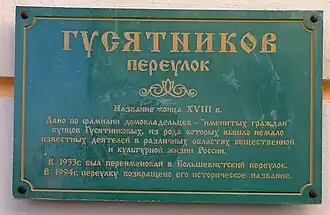 ГУСЯТНИКОВ
ПЕРЕУЛОК
Название конца XVIII в.
Дано по фамилии домовладельцев - "именитых граждан"
купцов Гусятниковых, из рода которых вышло немало
известных деятелей в различных областях общественной
и культурной жизни России.
В 1933г. был переименован в Большевистский переулок.
В 1994г. переулку возвращено его историческое название.